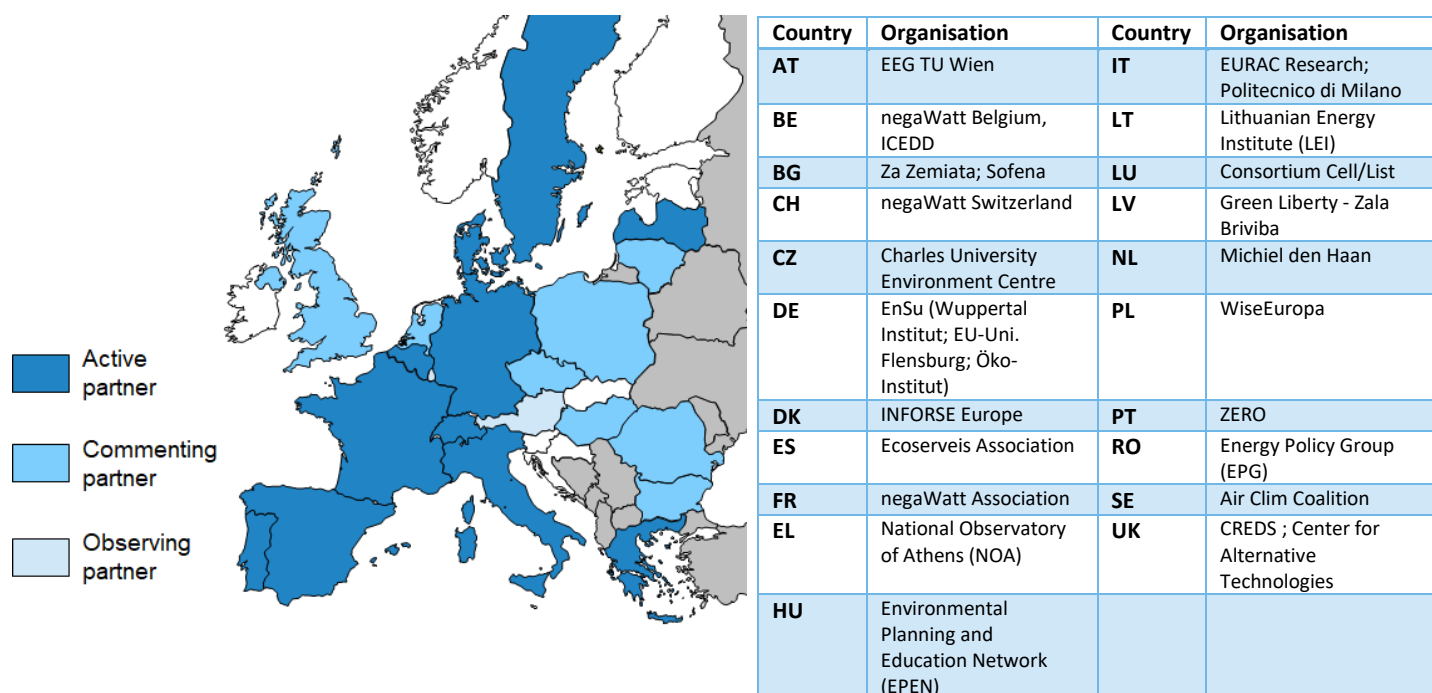 Active
partner
Commenting
partner
Observing
partner
Country Organisation Country Organisation
AT EEG TU Wien IT EURAC Research;
Politecnico di Milano
BE negaWatt Belgium,
ICEDD
LT Lithuanian Energy
Institute (LEI)
BG Za Zemiata; Sofena LU Consortium Cell/List
CH negaWatt Switzerland LV Green Liberty - Zala
Briviba
CZ Charles University
Environment Centre
NL Michiel den Haan
DE EnSu (Wuppertal
Institut; EU-Uni.
Flensburg; Öko-
Institut)
PL WiseEuropa
DK INFORSE Europe PT ZERO
ES Ecoserveis Association RO Energy Policy Group
(EPG)
FR negaWatt Association SE Air Clim Coalition
EL National Observatory
of Athens (NOA)
UK CREDS ; Center for
Alternative
Technologies
HU Environmental
Planning and
Education Network
(EPEN)